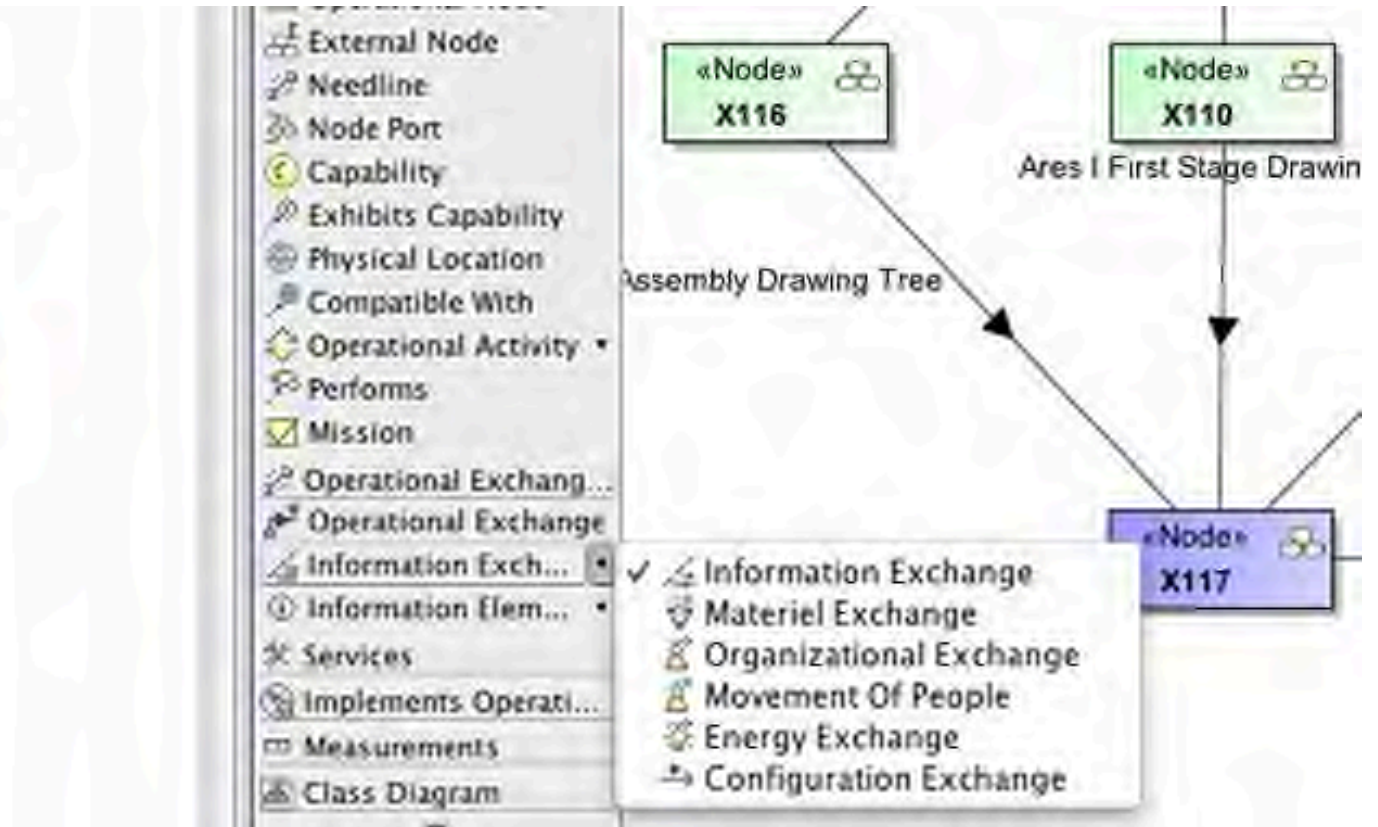 External Node
Needline
Node Port
Capability
Exhibits Capability
Physical Location
Compatible With
Operational Activity
Performs
Mission
Operational Exchang...
Operational Exchange
Information Exch...
Information Elem...
Services
Implements Operati...
Measurements
Class Diagram
«Node»
X116
«Node»
X110
Ares I First Stage Drawin
Assembly Drawing Tree
«Node»
X117
✓ Information Exchange
Materiel Exchange
Organizational Exchange
Movement Of People
Energy Exchange
Configuration Exchange